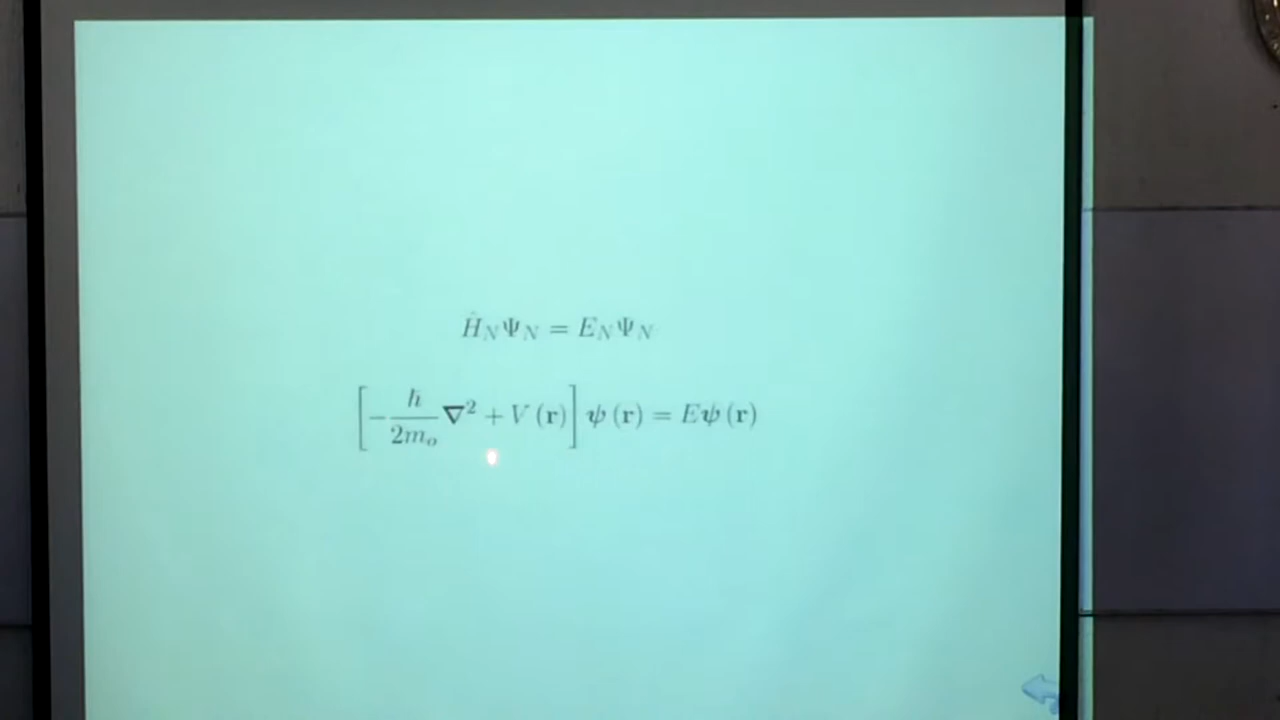 Ĥ_N Ψ_N = E_N Ψ_N
[−ħ/2m_o ∇² + V (r)] ψ (r) = Eψ (r)